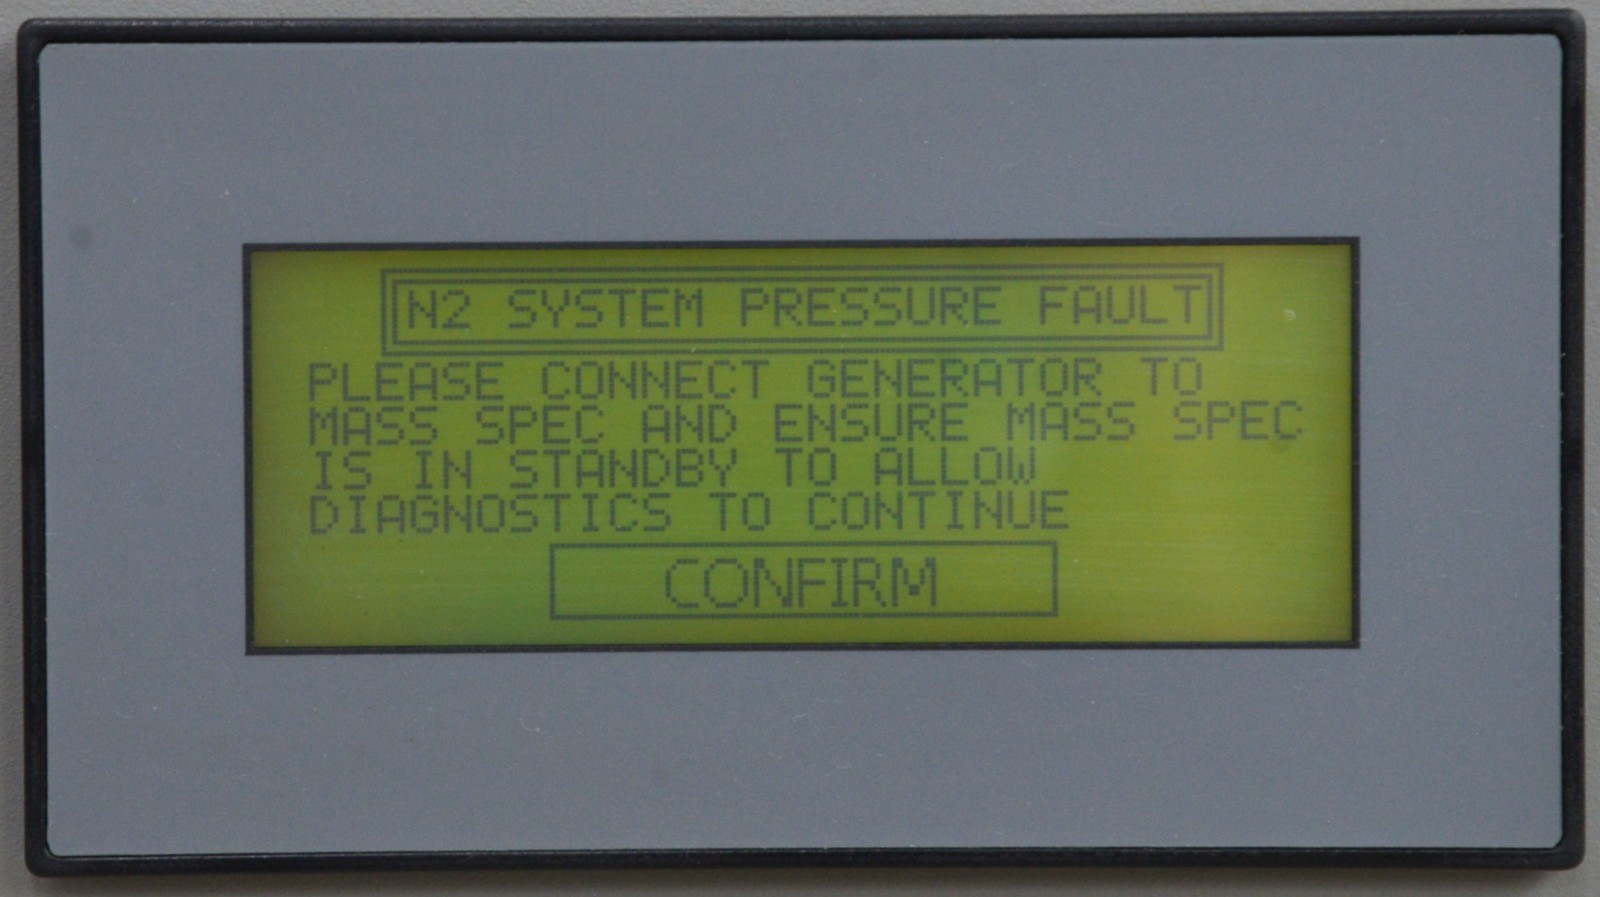 N2 SYSTEM PRESSURE FAULT
PLEASE CONNECT GENERATOR TO
MASS SPEC AND ENSURE MASS SPEC
IS IN STANDBY TO ALLOW
DIAGNOSTICS TO CONTINUE
CONFIRM